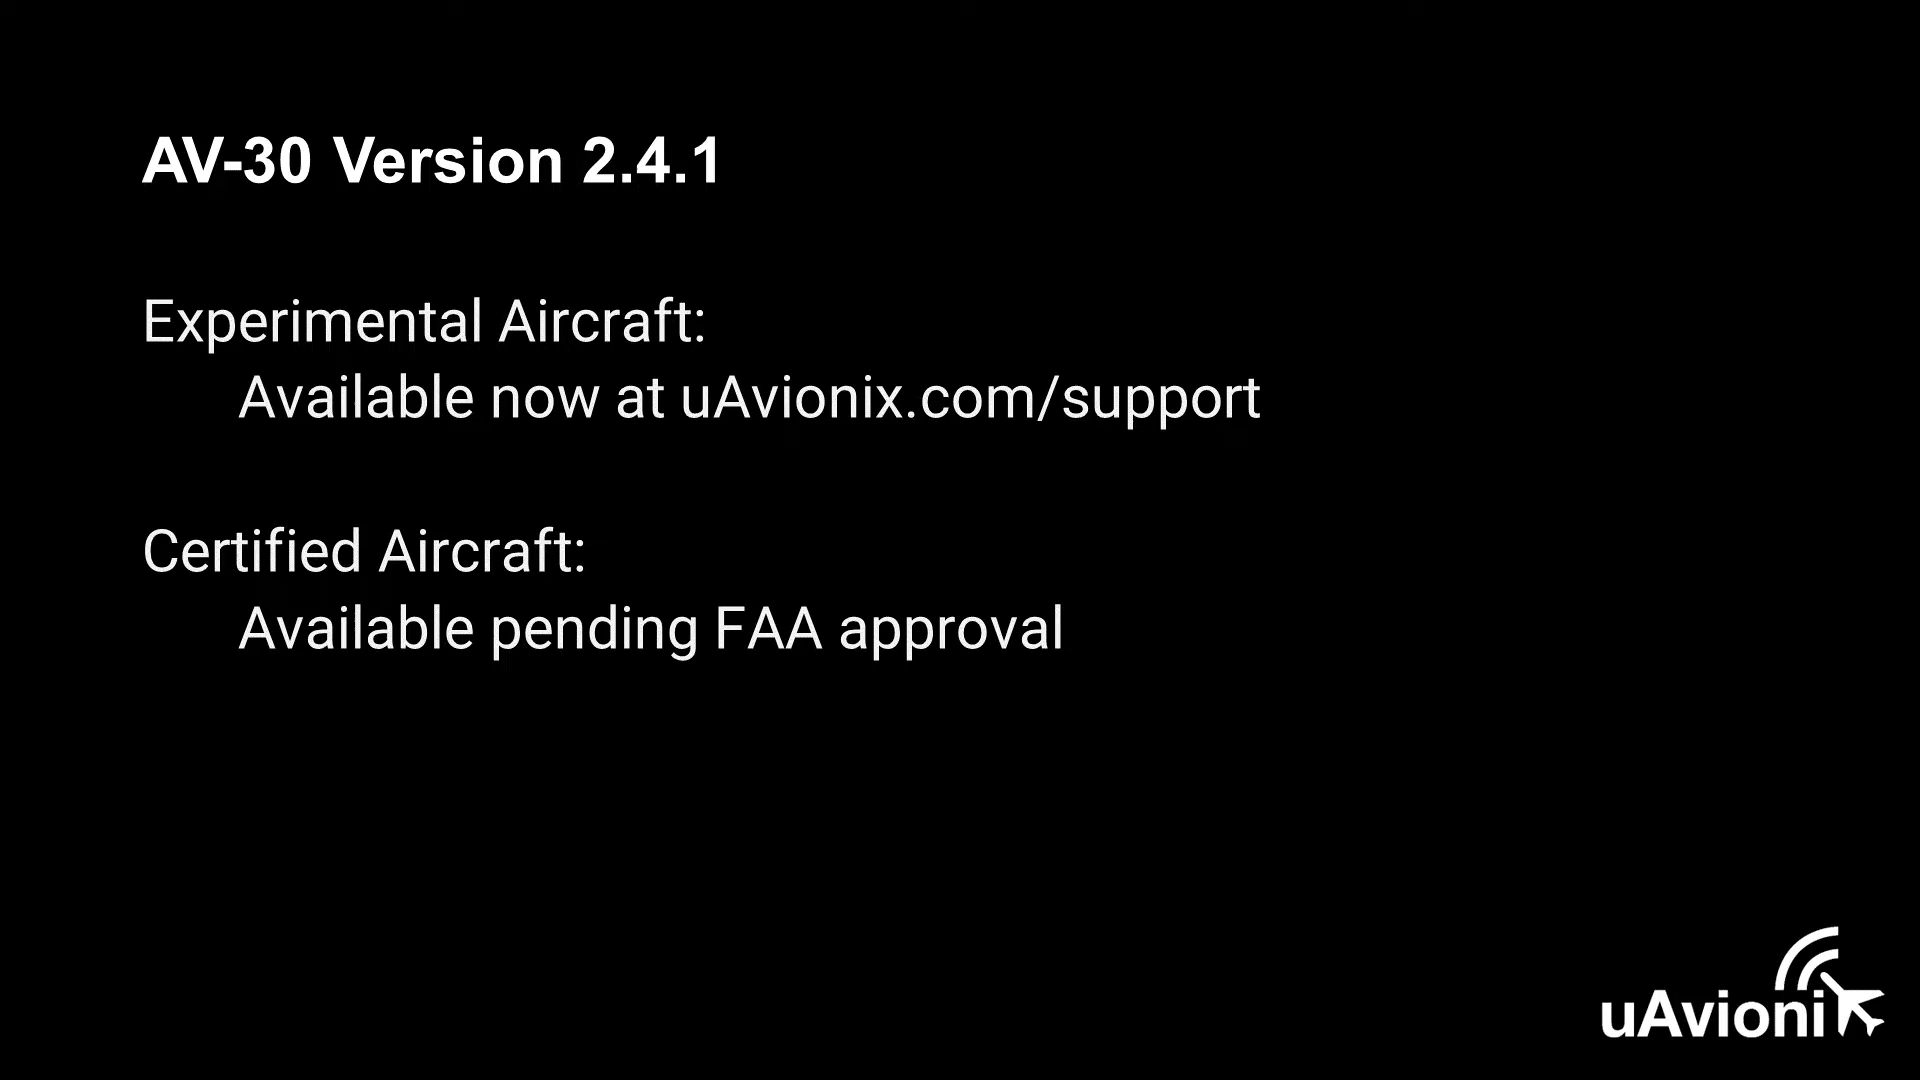 AV-30 Version 2.4.1
Experimental Aircraft:
Available now at uAvionix.com/support
Certified Aircraft:
Available pending FAA approval
uAvionix